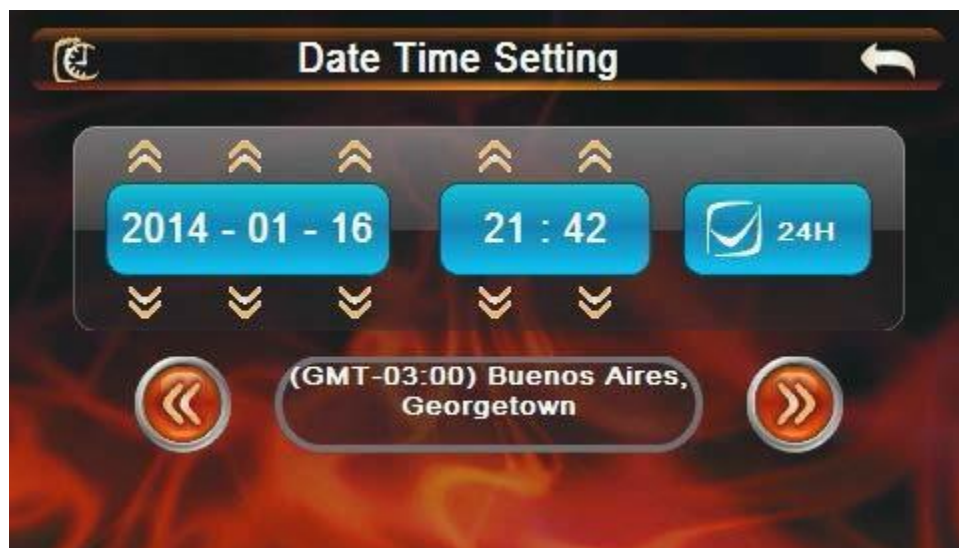 Date Time Setting
2014 - 01 - 16 21 : 42 24H
(GMT-03:00) Buenos Aires,
Georgetown